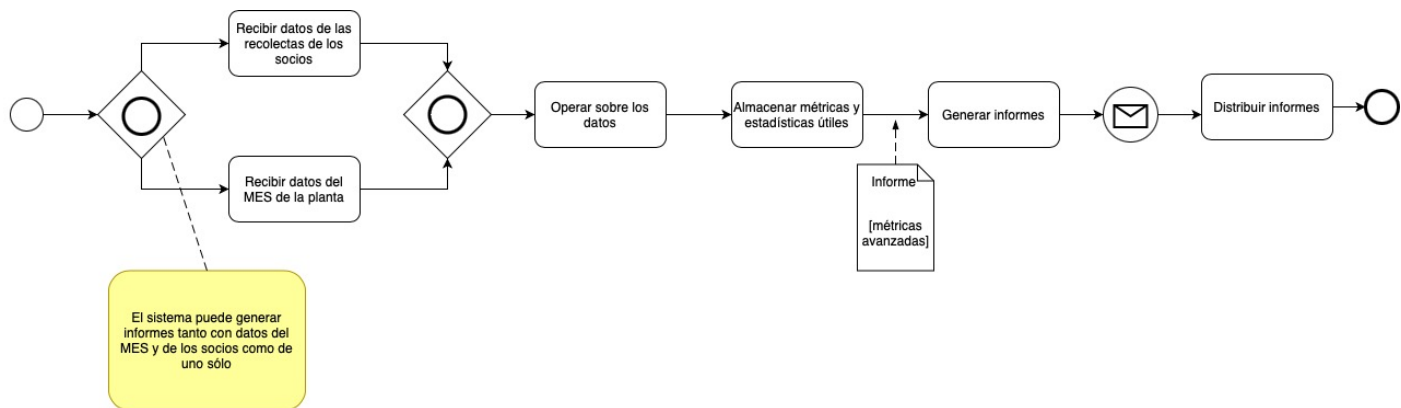 Recibir datos de las
recolectas de los
socios
Recibir datos del
MES de la planta
Operar sobre los
datos
Almacenar métricas y
estadísticas útiles
Generar informes
Distribuir informes
Informe
[métricas
avanzadas]
El sistema puede generar
informes tanto con datos del
MES y de los socios como de
uno sólo